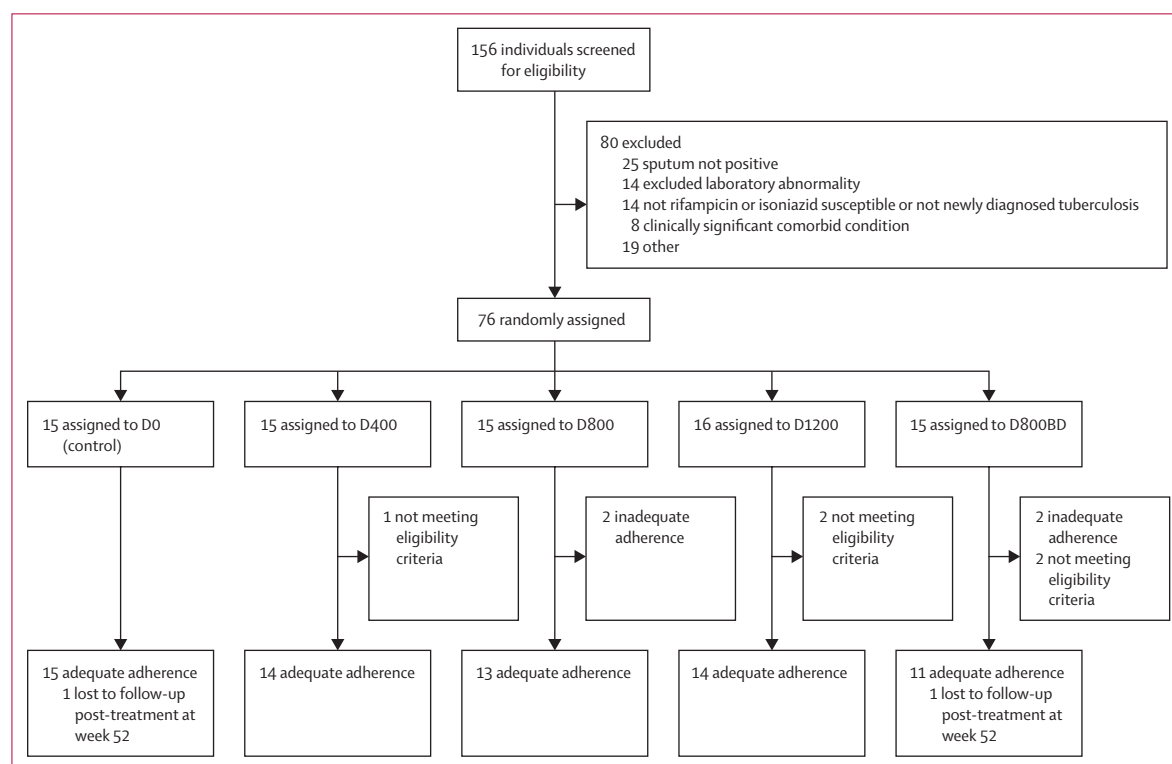 156 individuals screened
for eligibility
80 excluded
25 sputum not positive
14 excluded laboratory abnormality
14 not rifampicin or isoniazid susceptible or not newly diagnosed tuberculosis
8 clinically significant comorbid condition
19 other
76 randomly assigned
15 assigned to D0
(control)
15 assigned to D400
15 assigned to D800
16 assigned to D1200
15 assigned to D800BD
1 not meeting
eligibility
criteria
2 inadequate
adherence
2 not meeting
eligibility
criteria
2 inadequate
adherence
2 not meeting
eligibility
criteria
15 adequate adherence
1 lost to follow-up
post-treatment at
week 52
14 adequate adherence
13 adequate adherence
14 adequate adherence
11 adequate adherence
1 lost to follow-up
post-treatment at
week 52